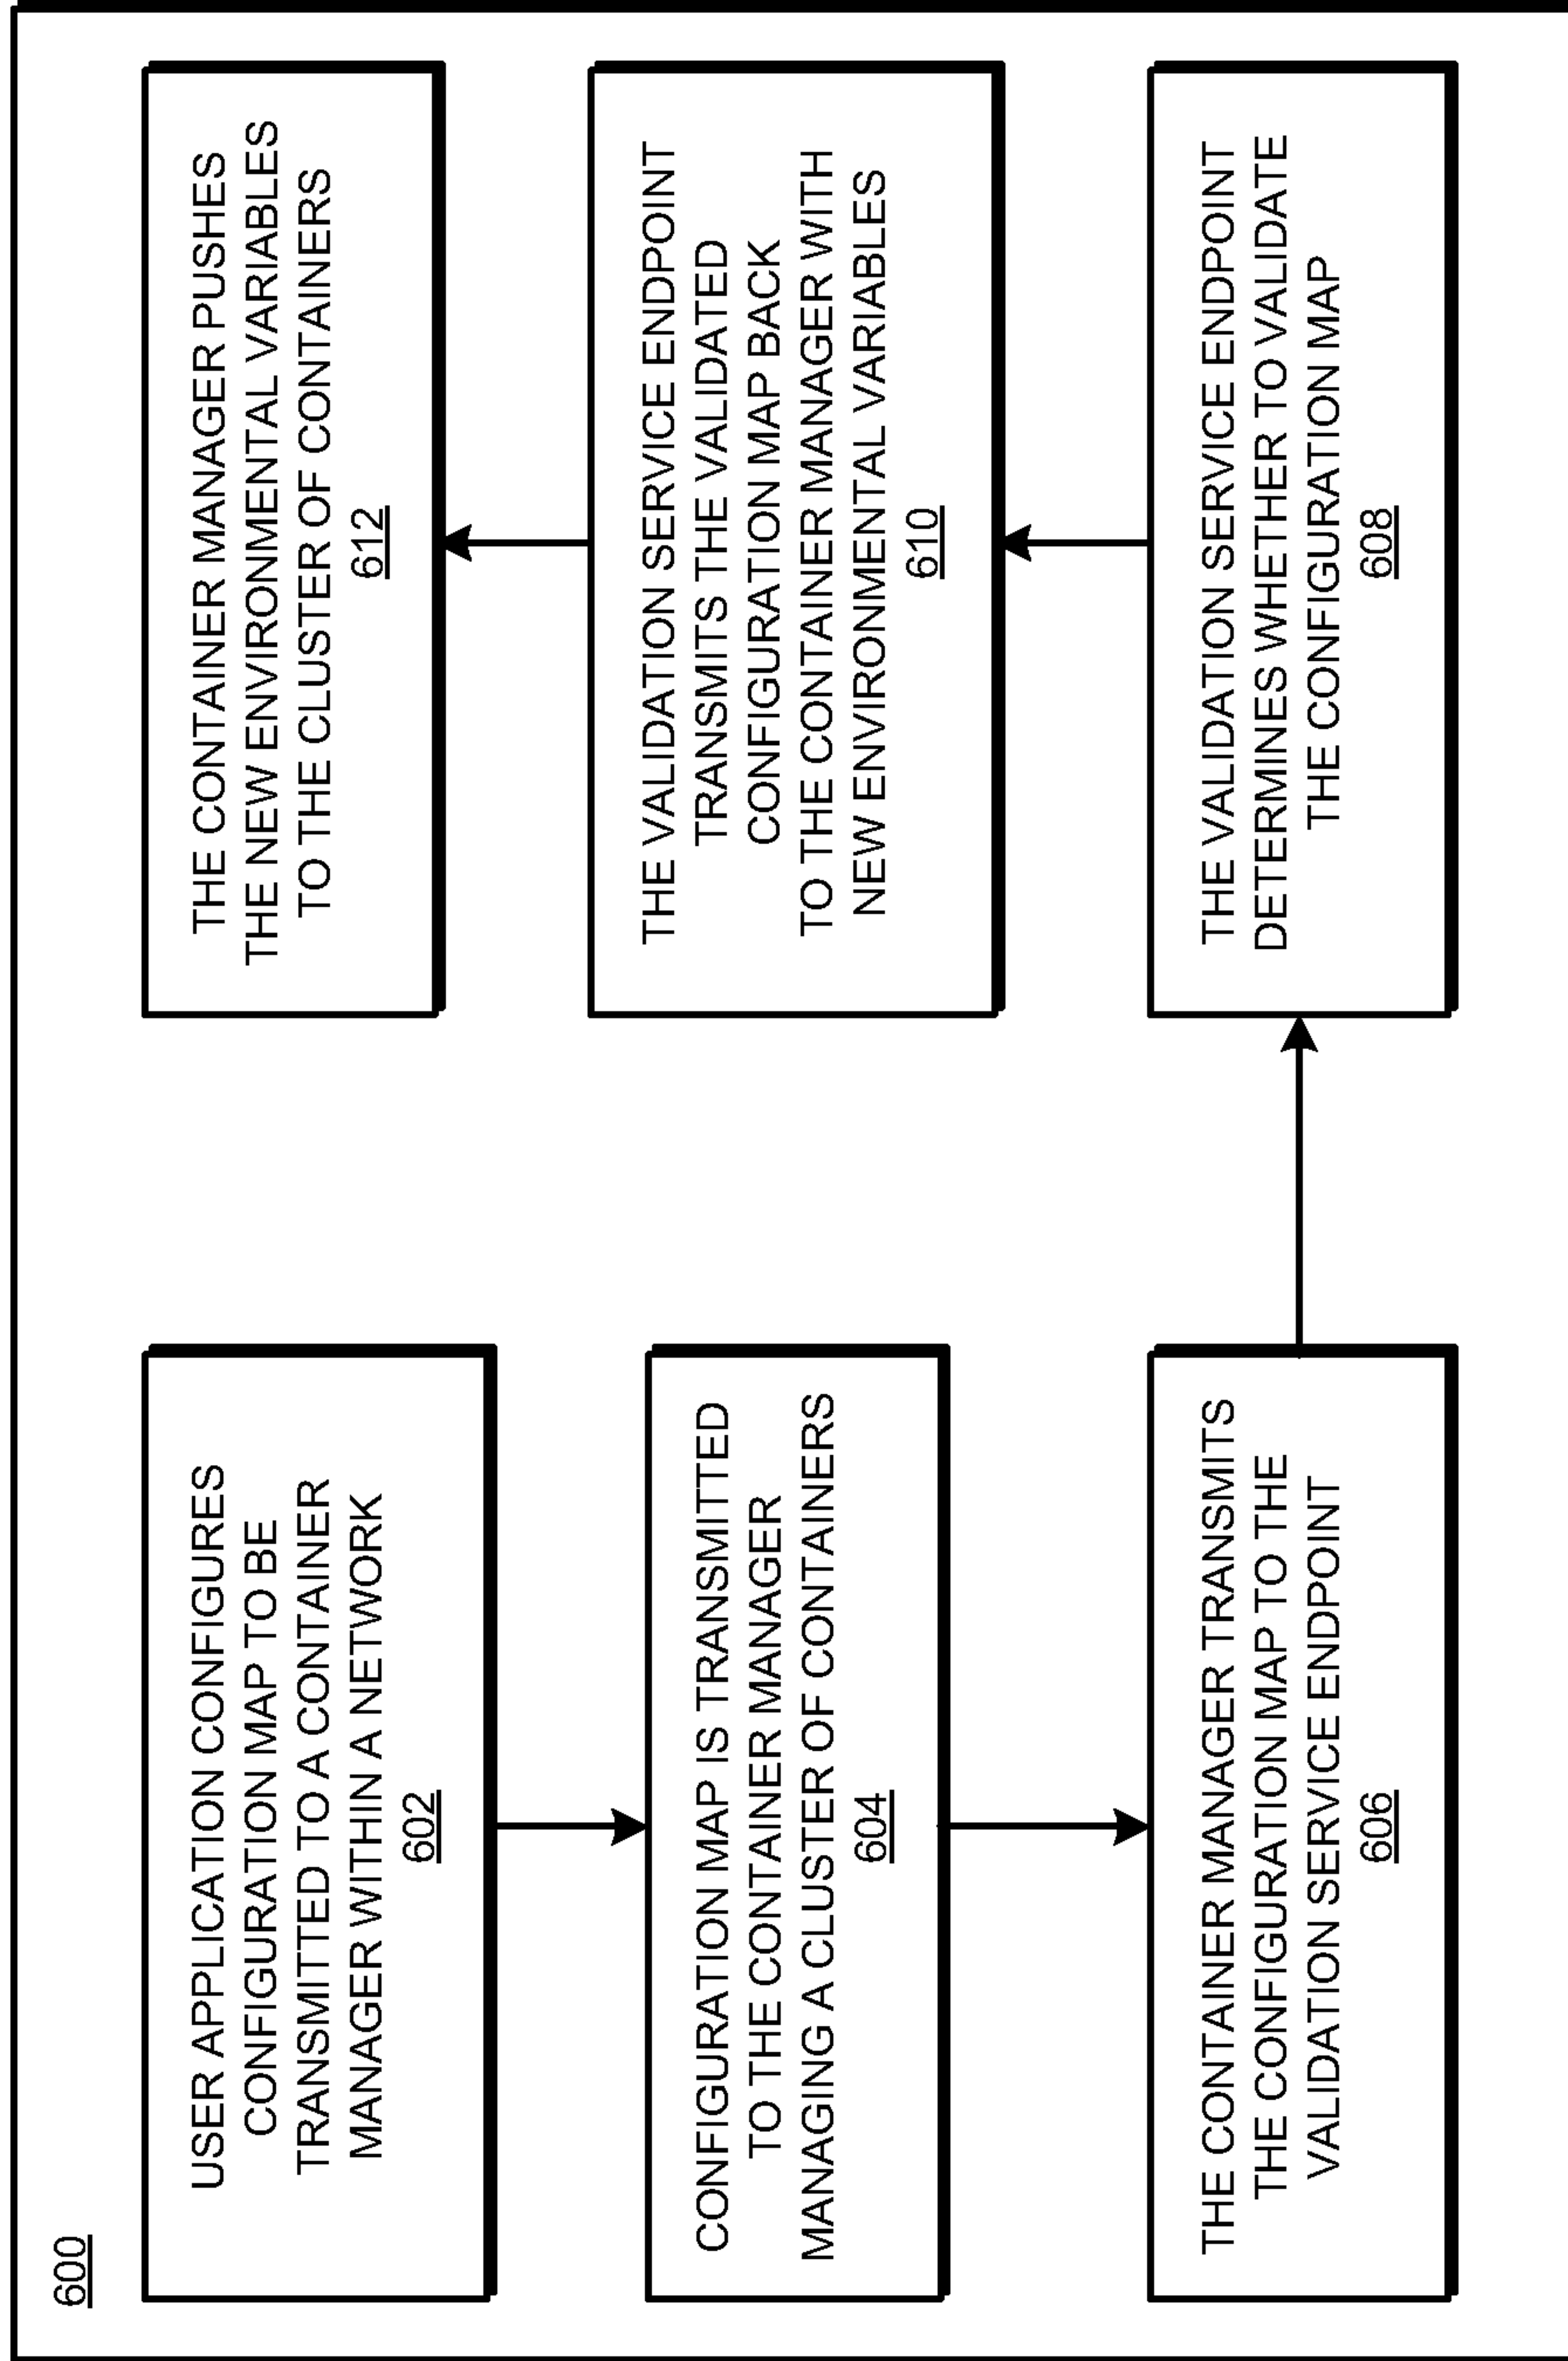 600
USER APPLICATION CONFIGURES
CONFIGURATION MAP TO BE
TRANSMITTED TO A CONTAINER
MANAGER WITHIN A NETWORK
602
CONFIGURATION MAP IS TRANSMITTED
TO THE CONTAINER MANAGER
MANAGING A CLUSTER OF CONTAINERS
604
THE CONTAINER MANAGER TRANSMITS
THE CONFIGURATION MAP TO THE
VALIDATION SERVICE ENDPOINT
606
THE VALIDATION SERVICE ENDPOINT
DETERMINES WHETHER TO VALIDATE
THE CONFIGURATION MAP
608
THE VALIDATION SERVICE ENDPOINT
TRANSMITS THE VALIDATED
CONFIGURATION MAP BACK
TO THE CONTAINER MANAGER WITH
NEW ENVIRONMENTAL VARIABLES
610
THE CONTAINER MANAGER PUSHES
THE NEW ENVIRONMENTAL VARIABLES
TO THE CLUSTER OF CONTAINERS
612